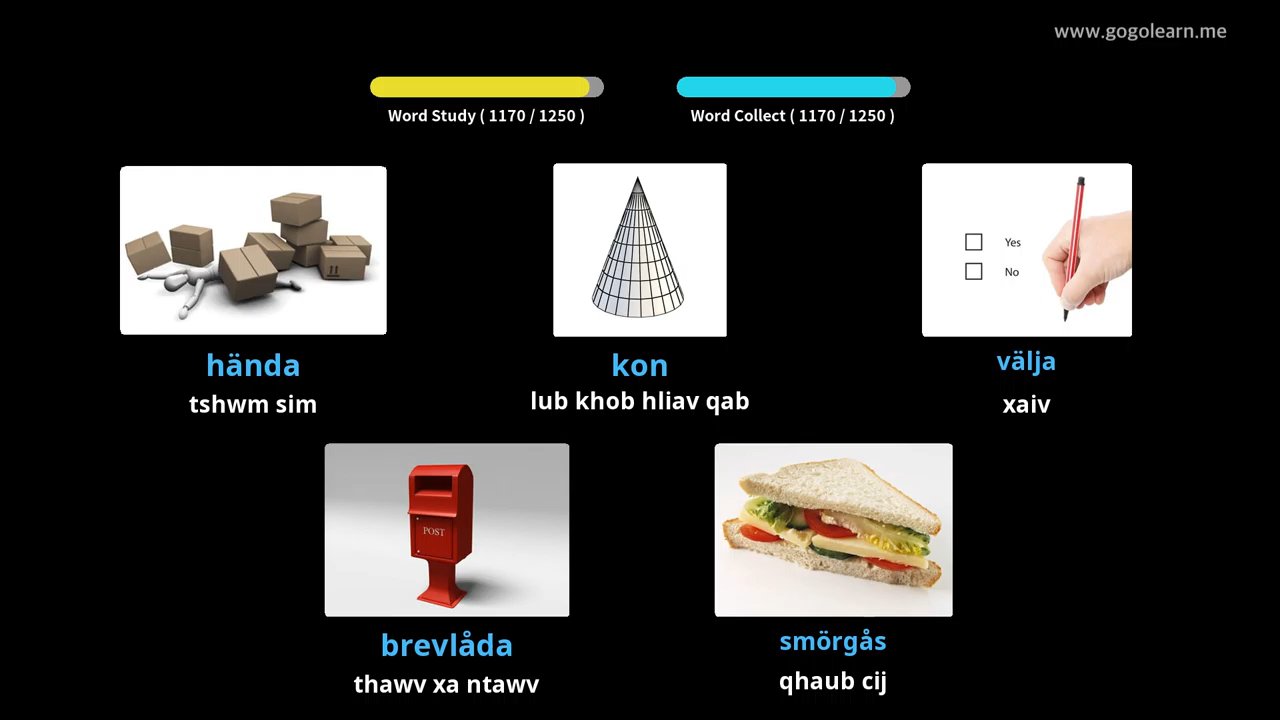 www.gogolearn.me
Word Study ( 1170 / 1250 )
Word Collect ( 1170 / 1250 )
Yes
No
hända
kon
välja
tshwm sim
lub khob hliav qab
xaiv
POST
brevlåda
smörgås
thawv xa ntawv
qhaub cij